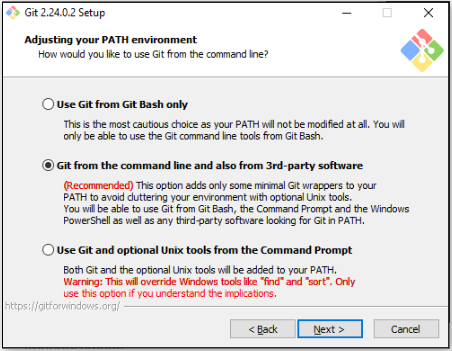 Git 2.24.0.2 Setup
Adjusting your PATH environment
How would you like to use Git from the command line?
Use Git from Git Bash only
This is the most cautious choice as your PATH will not be modified at all. You will
only be able to use the Git command line tools from Git Bash.
Git from the command line and also from 3rd-party software
(Recommended) This option adds only some minimal Git wrappers to your
PATH to avoid cluttering your environment with optional Unix tools.
You will be able to use Git from Git Bash, the Command Prompt and the Windows
PowerShell as well as any third-party software looking for Git in PATH.
Use Git and optional Unix tools from the Command Prompt
Both Git and the optional Unix tools will be added to your PATH.
Warning: This will override Windows tools like "find" and "sort". Only
use this option if you understand the implications.
https://gitforwindows.org/
< Back
Next >
Cancel